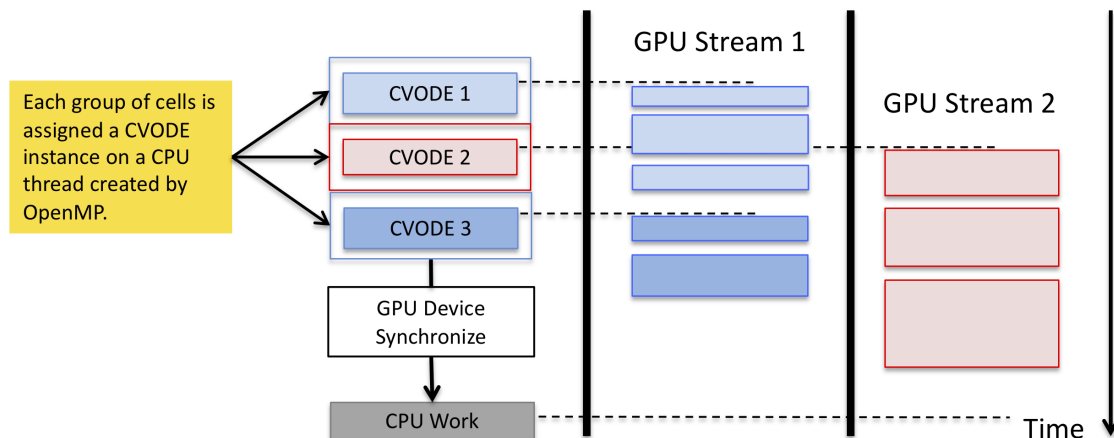 Each group of cells is
assigned a CVODE
instance on a CPU
thread created by
OpenMP.
CVODE 1
CVODE 2
CVODE 3
GPU Device
Synchronize
CPU Work
GPU Stream 1
GPU Stream 2
Time